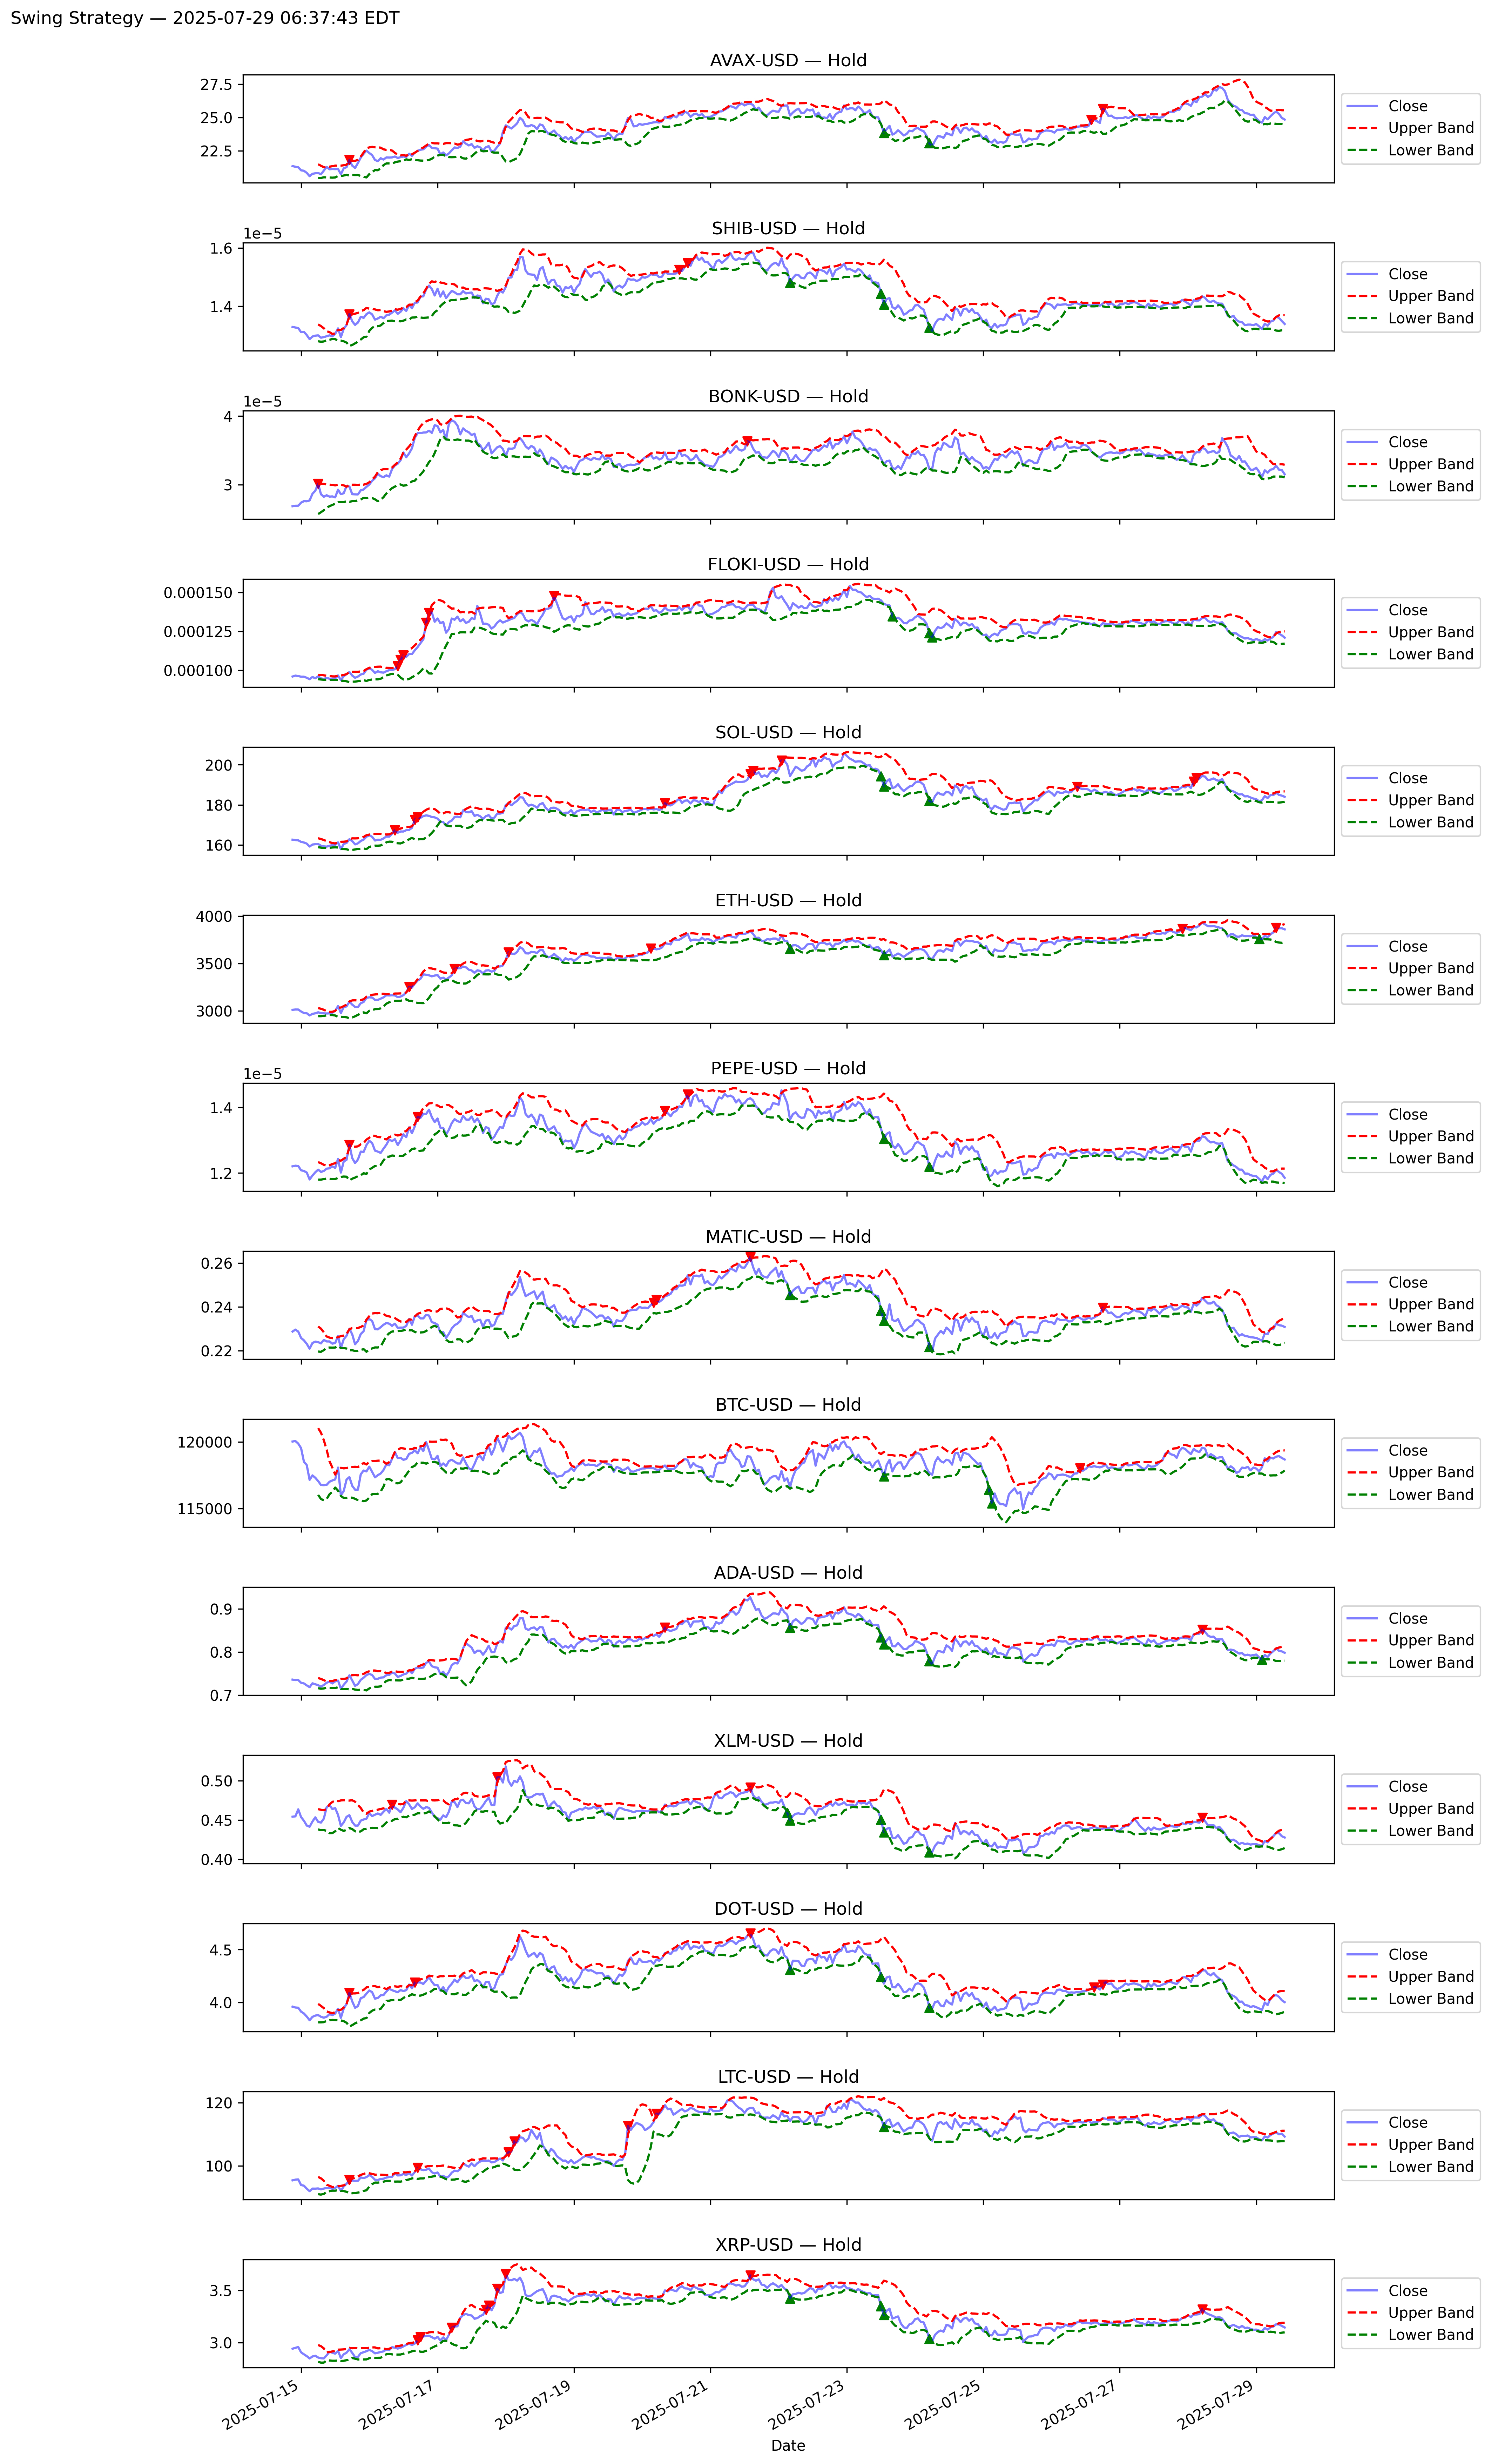 Swing Strategy — 2025-07-29 06:37:43 EDT
AVAX-USD — Hold
27.5
25.0
22.5
Close
Upper Band
Lower Band
SHIB-USD — Hold
1e−5
1.6
1.4
Close
Upper Band
Lower Band
BONK-USD — Hold
1e−5
4
3
Close
Upper Band
Lower Band
FLOKI-USD — Hold
0.000150
0.000125
0.000100
Close
Upper Band
Lower Band
SOL-USD — Hold
200
180
160
Close
Upper Band
Lower Band
ETH-USD — Hold
4000
3500
3000
Close
Upper Band
Lower Band
PEPE-USD — Hold
1e−5
1.4
1.2
Close
Upper Band
Lower Band
MATIC-USD — Hold
0.26
0.24
0.22
Close
Upper Band
Lower Band
BTC-USD — Hold
120000
115000
Close
Upper Band
Lower Band
ADA-USD — Hold
0.9
0.8
0.7
Close
Upper Band
Lower Band
XLM-USD — Hold
0.50
0.45
0.40
Close
Upper Band
Lower Band
DOT-USD — Hold
4.5
4.0
Close
Upper Band
Lower Band
LTC-USD — Hold
120
100
Close
Upper Band
Lower Band
XRP-USD — Hold
3.5
3.0
Close
Upper Band
Lower Band
2025-07-15
2025-07-17
2025-07-19
2025-07-21
2025-07-23
2025-07-25
2025-07-27
2025-07-29
Date